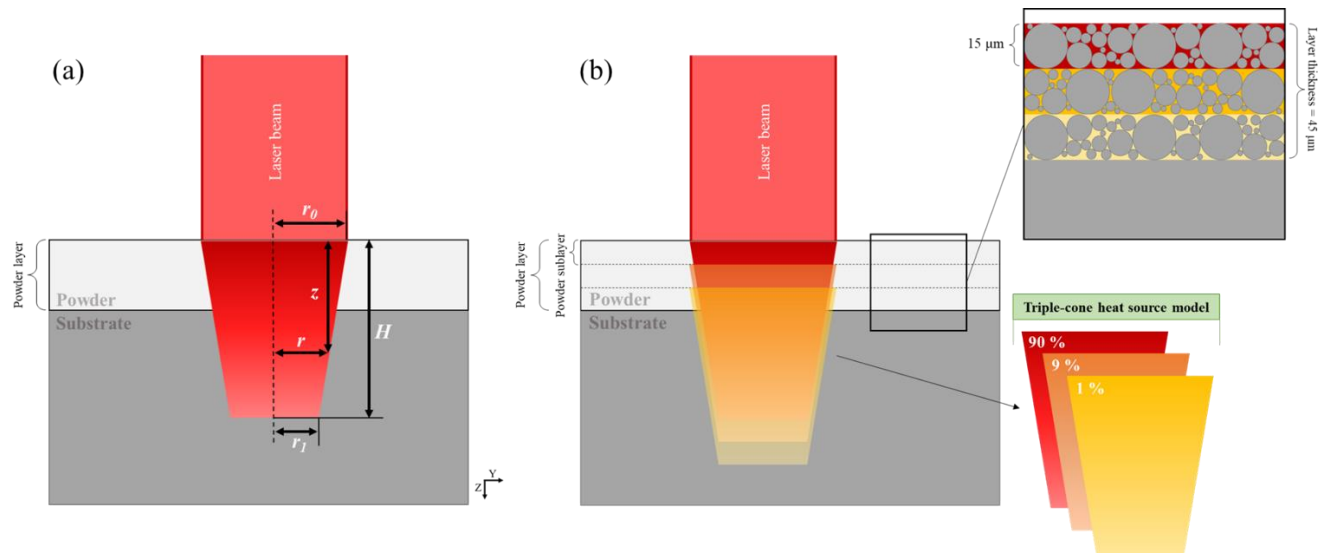 (a)
Laser beam
r0
Powder layer
z
H
r
Powder
Substrate
r1
Y
Z
(b)
Laser beam
Powder layer
Powder sublayer
Powder
Substrate
15 µm
Layer thickness = 45 µm
Triple-cone heat source model
90 %
9 %
1 %